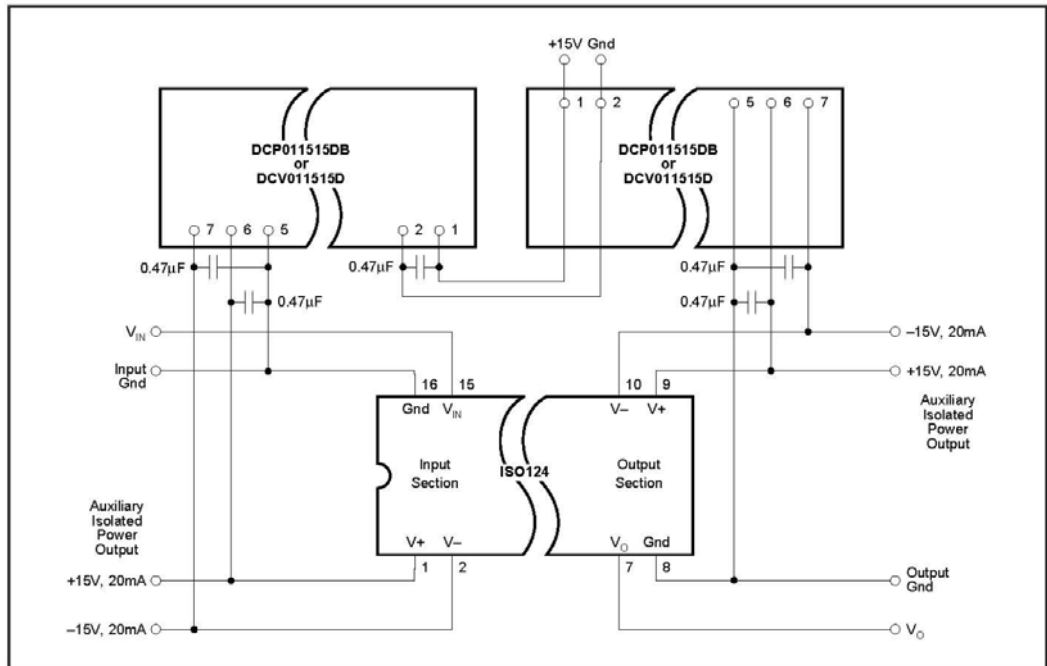 +15V Gnd
1 2 5 6 7
DCP011515DB
or
DCV011515D
DCP011515DB
or
DCV011515D
7 6 5 2 1
0.47µF
0.47µF
0.47µF
0.47µF
0.47µF
V_IN
–15V, 20mA
Input
Gnd
+15V, 20mA
16 15 10 9
Gnd V_IN V– V+
Auxiliary
Isolated
Power
Output
Input
Section
ISO124
Output
Section
Auxiliary
Isolated
Power
Output
V+ V– V_O Gnd
1 2 7 8
+15V, 20mA
Output
Gnd
–15V, 20mA
V_O